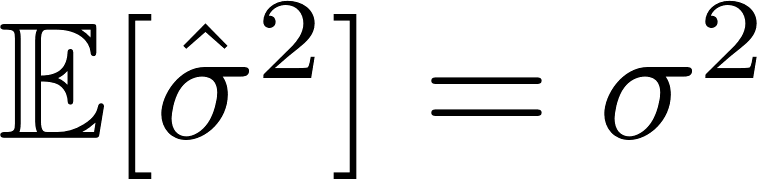 𝔼[σ̂²] = σ²